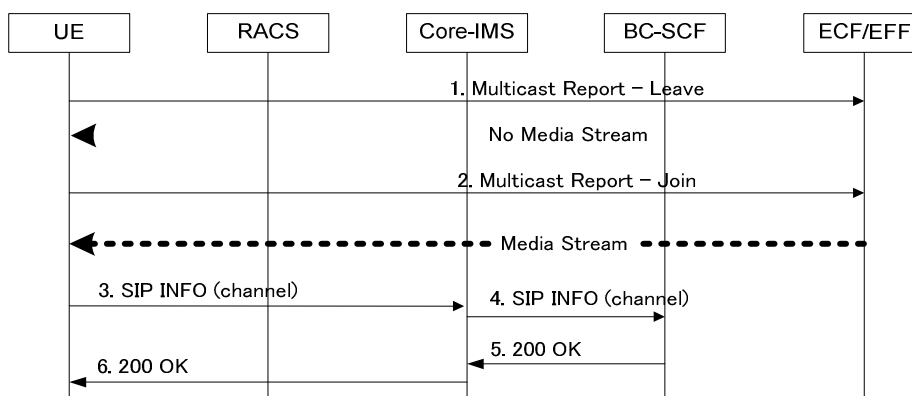 UE RACS Core-IMS BC-SCF ECF/EFF
1. Multicast Report – Leave
No Media Stream
2. Multicast Report – Join
Media Stream
3. SIP INFO (channel)
4. SIP INFO (channel)
5. 200 OK
6. 200 OK